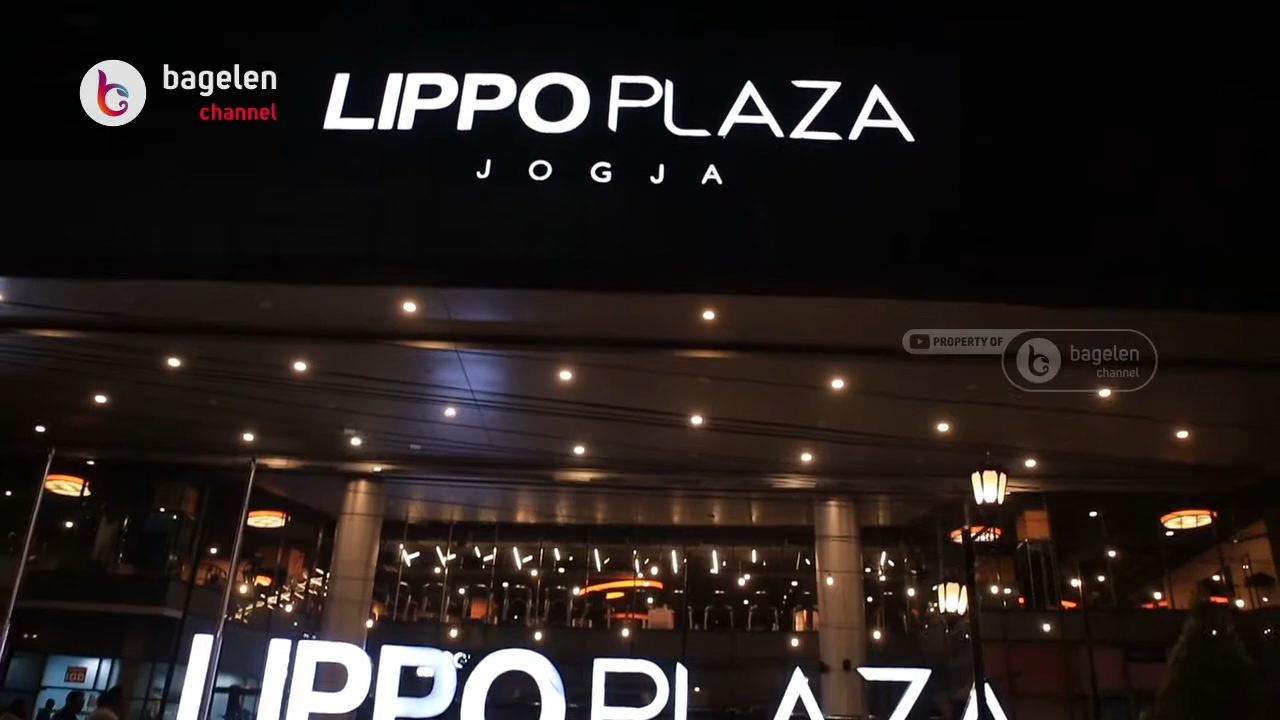 bagelen
channel
LIPPO PLAZA
JOGJA
PROPERTY OF
bagelen
channel
LIPPO PLAZA